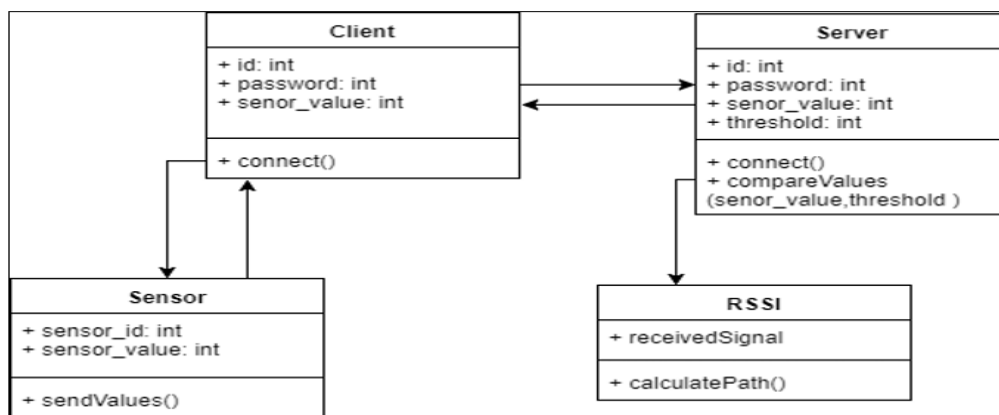 Client
+ id: int
+ password: int
+ senor_value: int
+ connect()
Server
+ id: int
+ password: int
+ senor_value: int
+ threshold: int
+ connect()
+ compareValues
(senor_value,threshold )
Sensor
+ sensor_id: int
+ sensor_value: int
+ sendValues()
RSSI
+ receivedSignal
+ calculatePath()